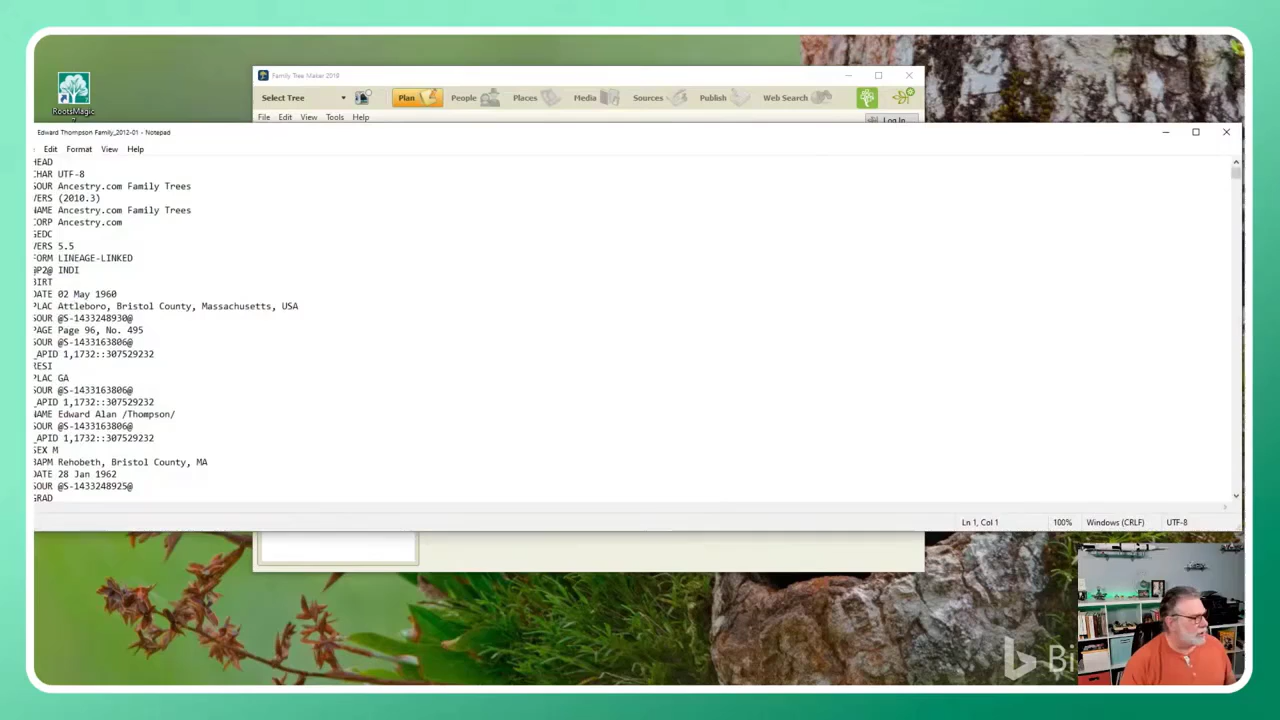 RootsMagic
Family Tree Maker 2019
Select Tree Plan People Places Media Sources Publish Web Search
File Edit View Tools Help
Log In
Edward Thompson Family_2012-01 - Notepad
Edit Format View Help
HEAD
CHAR UTF-8
SOUR Ancestry.com Family Trees
VERS (2010.3)
NAME Ancestry.com Family Trees
CORP Ancestry.com
GEDC
VERS 5.5
FORM LINEAGE-LINKED
@P2@ INDI
BIRT
DATE 02 May 1960
PLAC Attleboro, Bristol County, Massachusetts, USA
SOUR @S-1433248930@
PAGE Page 96, No. 495
SOUR @S-1433163806@
_APID 1,1732::307529232
RESI
PLAC GA
SOUR @S-1433163806@
_APID 1,1732::307529232
NAME Edward Alan /Thompson/
SOUR @S-1433163806@
_APID 1,1732::307529232
SEX M
BAPM Rehobeth, Bristol County, MA
DATE 28 Jan 1962
SOUR @S-1433248925@
GRAD
Ln 1, Col 1 100% Windows (CRLF) UTF-8
Bi